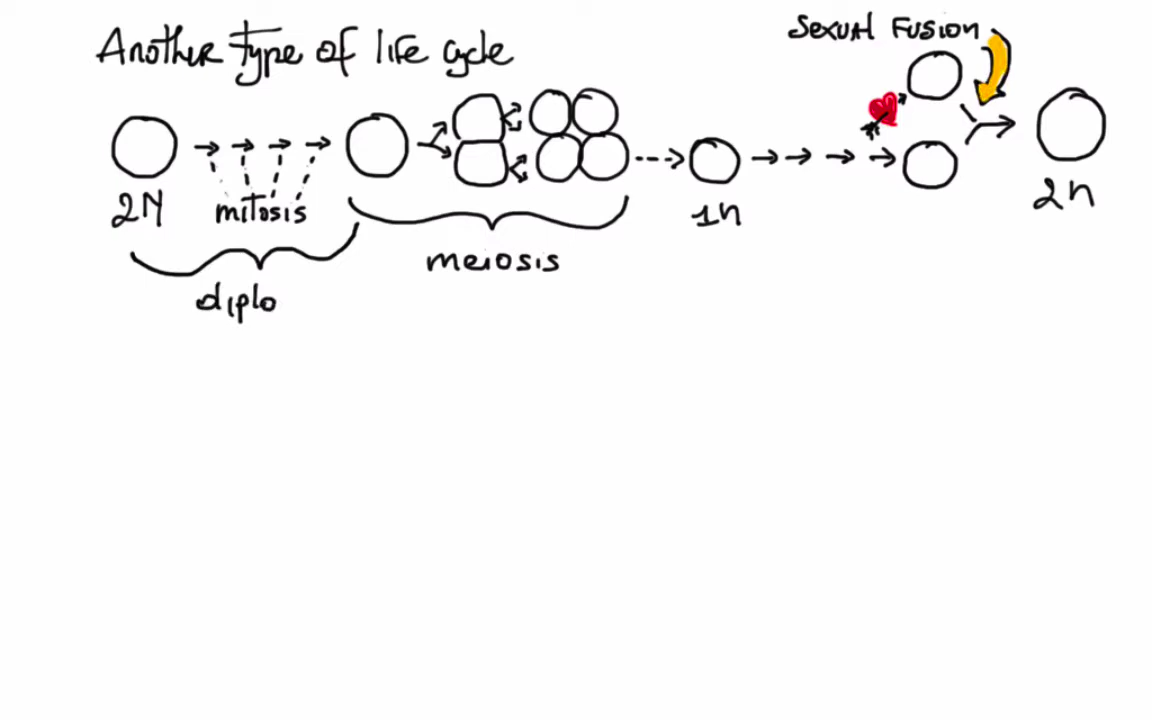 Sexual Fusion
Another type of life cycle
2N
mitosis
1n
2n
meiosis
diplo